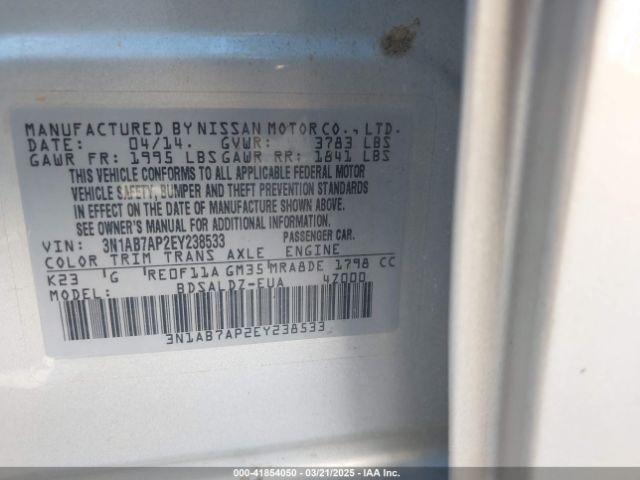 MANUFACTURED BY NISSAN MOTOR CO., LTD.
DATE: 04/14. GVWR: 3783 LBS
GAWR FR: 1995 LBS GAWR RR: 1841 LBS
THIS VEHICLE CONFORMS TO ALL APPLICABLE FEDERAL MOTOR
VEHICLE SAFETY, BUMPER AND THEFT PREVENTION STANDARDS
IN EFFECT ON THE DATE OF MANUFACTURE SHOWN ABOVE.
SEE OWNER'S MANUAL FOR ADDITIONAL INFORMATION.
VIN: 3N1AB7AP2EY238533 PASSENGER CAR.
COLOR TRIM TRANS AXLE ENGINE
K23 G RE0F11A GM35 MRA8DE 1798 CC
MODEL: BDSALDZ-EUA 4Z000
3N1AB7AP2EY238533
000-41854050 | 03/21/2025 | IAA Inc.